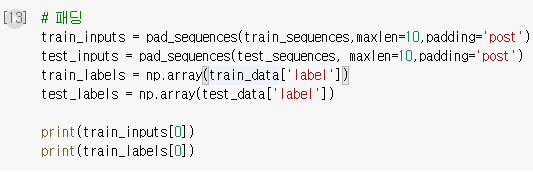 [13] # 패딩
train_inputs = pad_sequences(train_sequences,maxlen=10,padding='post')
test_inputs = pad_sequences(test_sequences, maxlen=10,padding='post')
train_labels = np.array(train_data['label'])
test_labels = np.array(test_data['label'])
print(train_inputs[0])
print(train_labels[0])